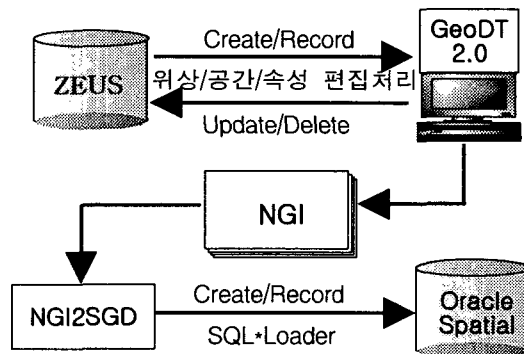 Create/Record
GeoDT
2.0
ZEUS
위상/공간/속성 편집처리
Update/Delete
NGI
NGI2SGD
Create/Record
SQL*Loader
Oracle
Spatial